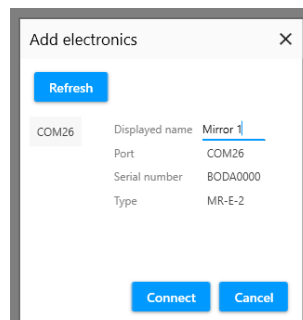 Add electronics
Refresh
COM26
Displayed name Mirror 1
Port COM26
Serial number BODA0000
Type MR-E-2
Connect Cancel